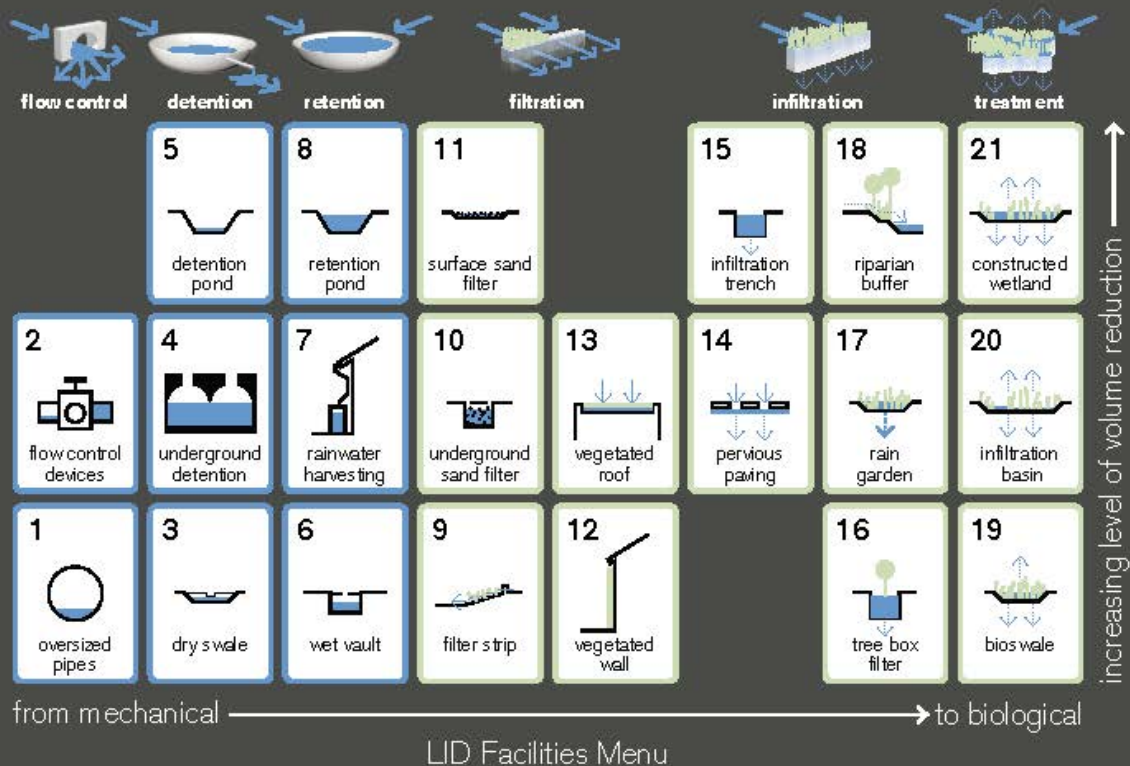 flow control
detention
retention
filtration
infiltration
treatment
5
detention
pond
8
retention
pond
11
surface sand
filter
15
infiltration
trench
18
riparian
buffer
21
constructed
wetland
2
flow control
devices
4
underground
detention
7
rainwater
harvesting
10
underground
sand filter
13
vegetated
roof
14
pervious
paving
17
rain
garden
20
infiltration
basin
1
oversized
pipes
3
dry swale
6
wet vault
9
filter strip
12
vegetated
wall
16
tree box
filter
19
bioswale
increasing level of volume reduction
from mechanical
to biological
LID Facilities Menu